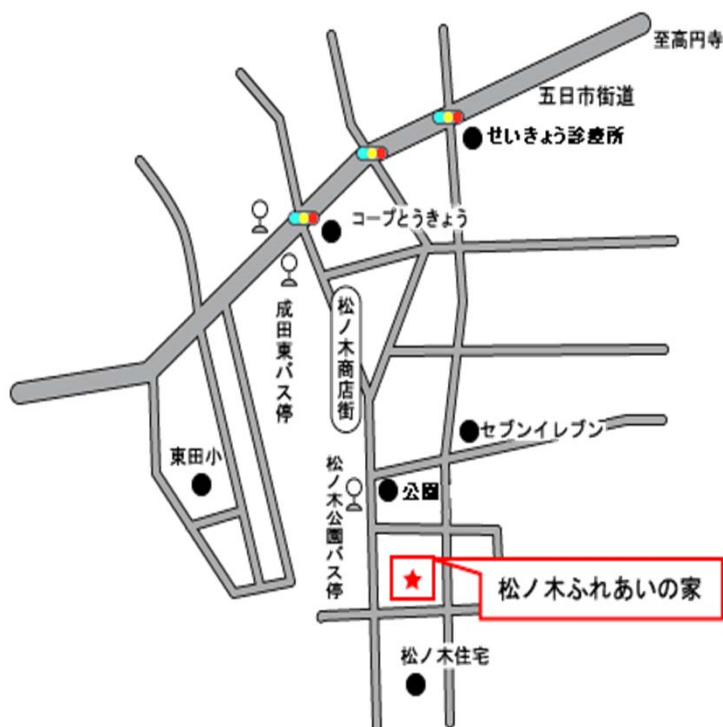 至高円寺
五日市街道
せいきょう診療所
コープとうきょう
成田東バス停
松ノ木商店街
セブンイレブン
東田小
松ノ木公園バス停
公園
松ノ木ふれあいの家
松ノ木住宅